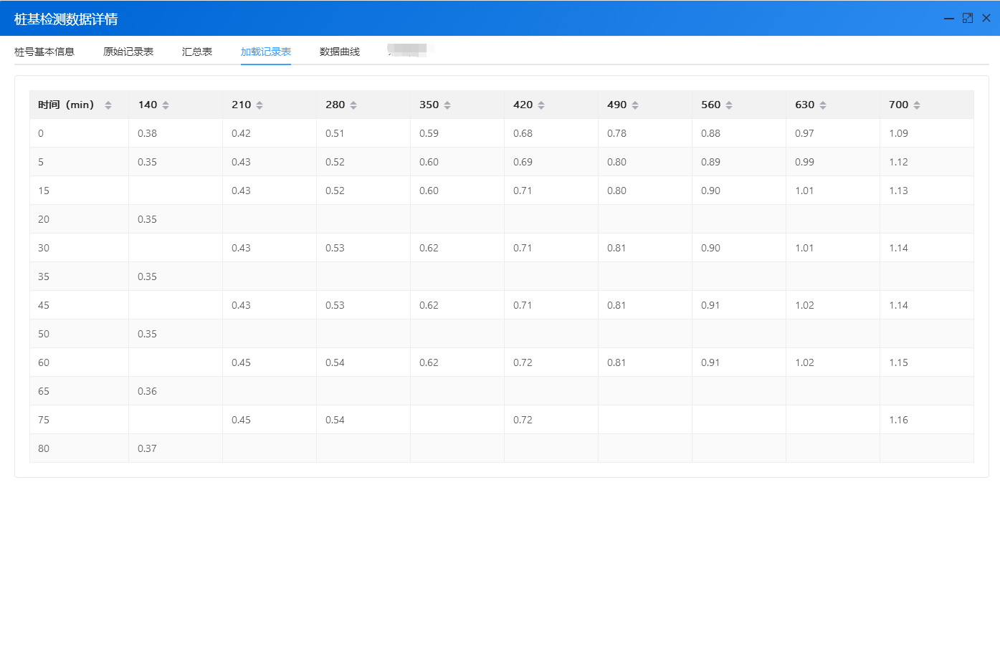 桩基检测数据详情
桩号基本信息 原始记录表 汇总表 加载记录表 数据曲线
时间（min） 140 210 280 350 420 490 560 630 700
0 0.38 0.42 0.51 0.59 0.68 0.78 0.88 0.97 1.09
5 0.35 0.43 0.52 0.60 0.69 0.80 0.89 0.99 1.12
15 0.43 0.52 0.60 0.71 0.80 0.90 1.01 1.13
20 0.35
30 0.43 0.53 0.62 0.71 0.81 0.90 1.01 1.14
35 0.35
45 0.43 0.53 0.62 0.71 0.81 0.91 1.02 1.14
50 0.35
60 0.45 0.54 0.62 0.72 0.81 0.91 1.02 1.15
65 0.36
75 0.45 0.54 0.72 1.16
80 0.37